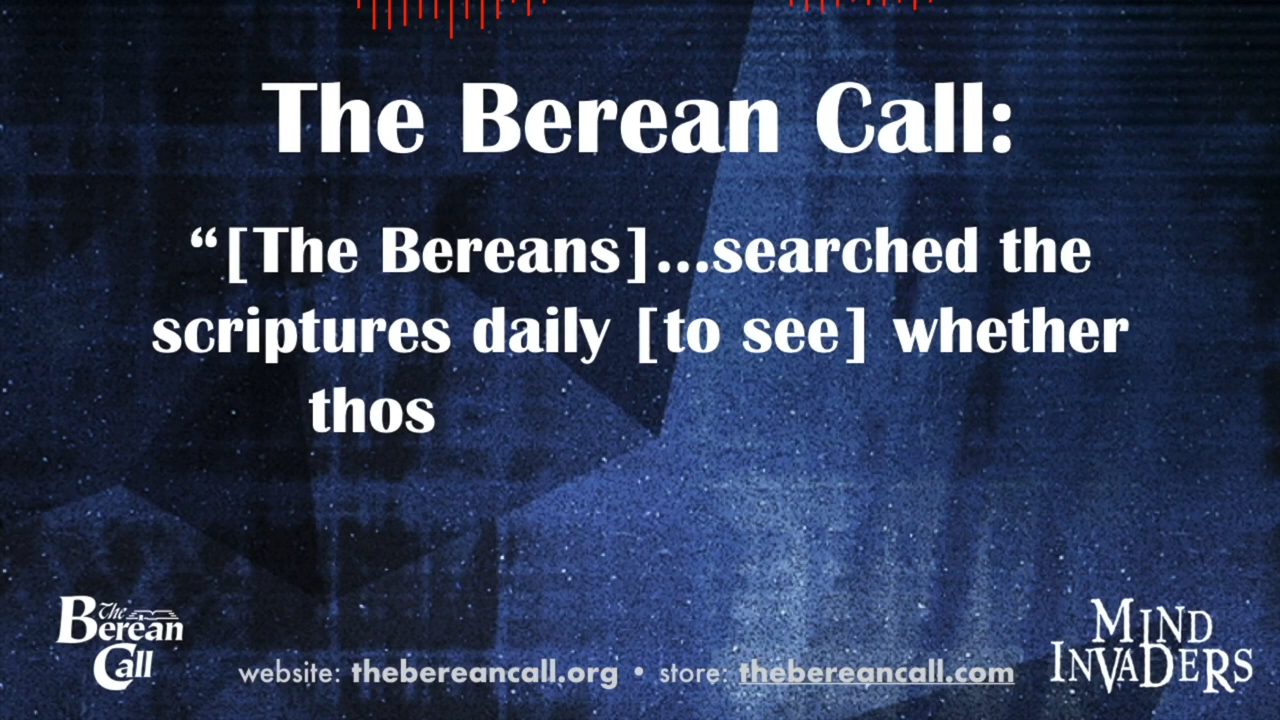 The Berean Call:
“[The Bereans]...searched the
scriptures daily [to see] whether
thos
The
Berean
Call
website: thebereancall.org • store: thebereancall.com
MIND
INVADERS